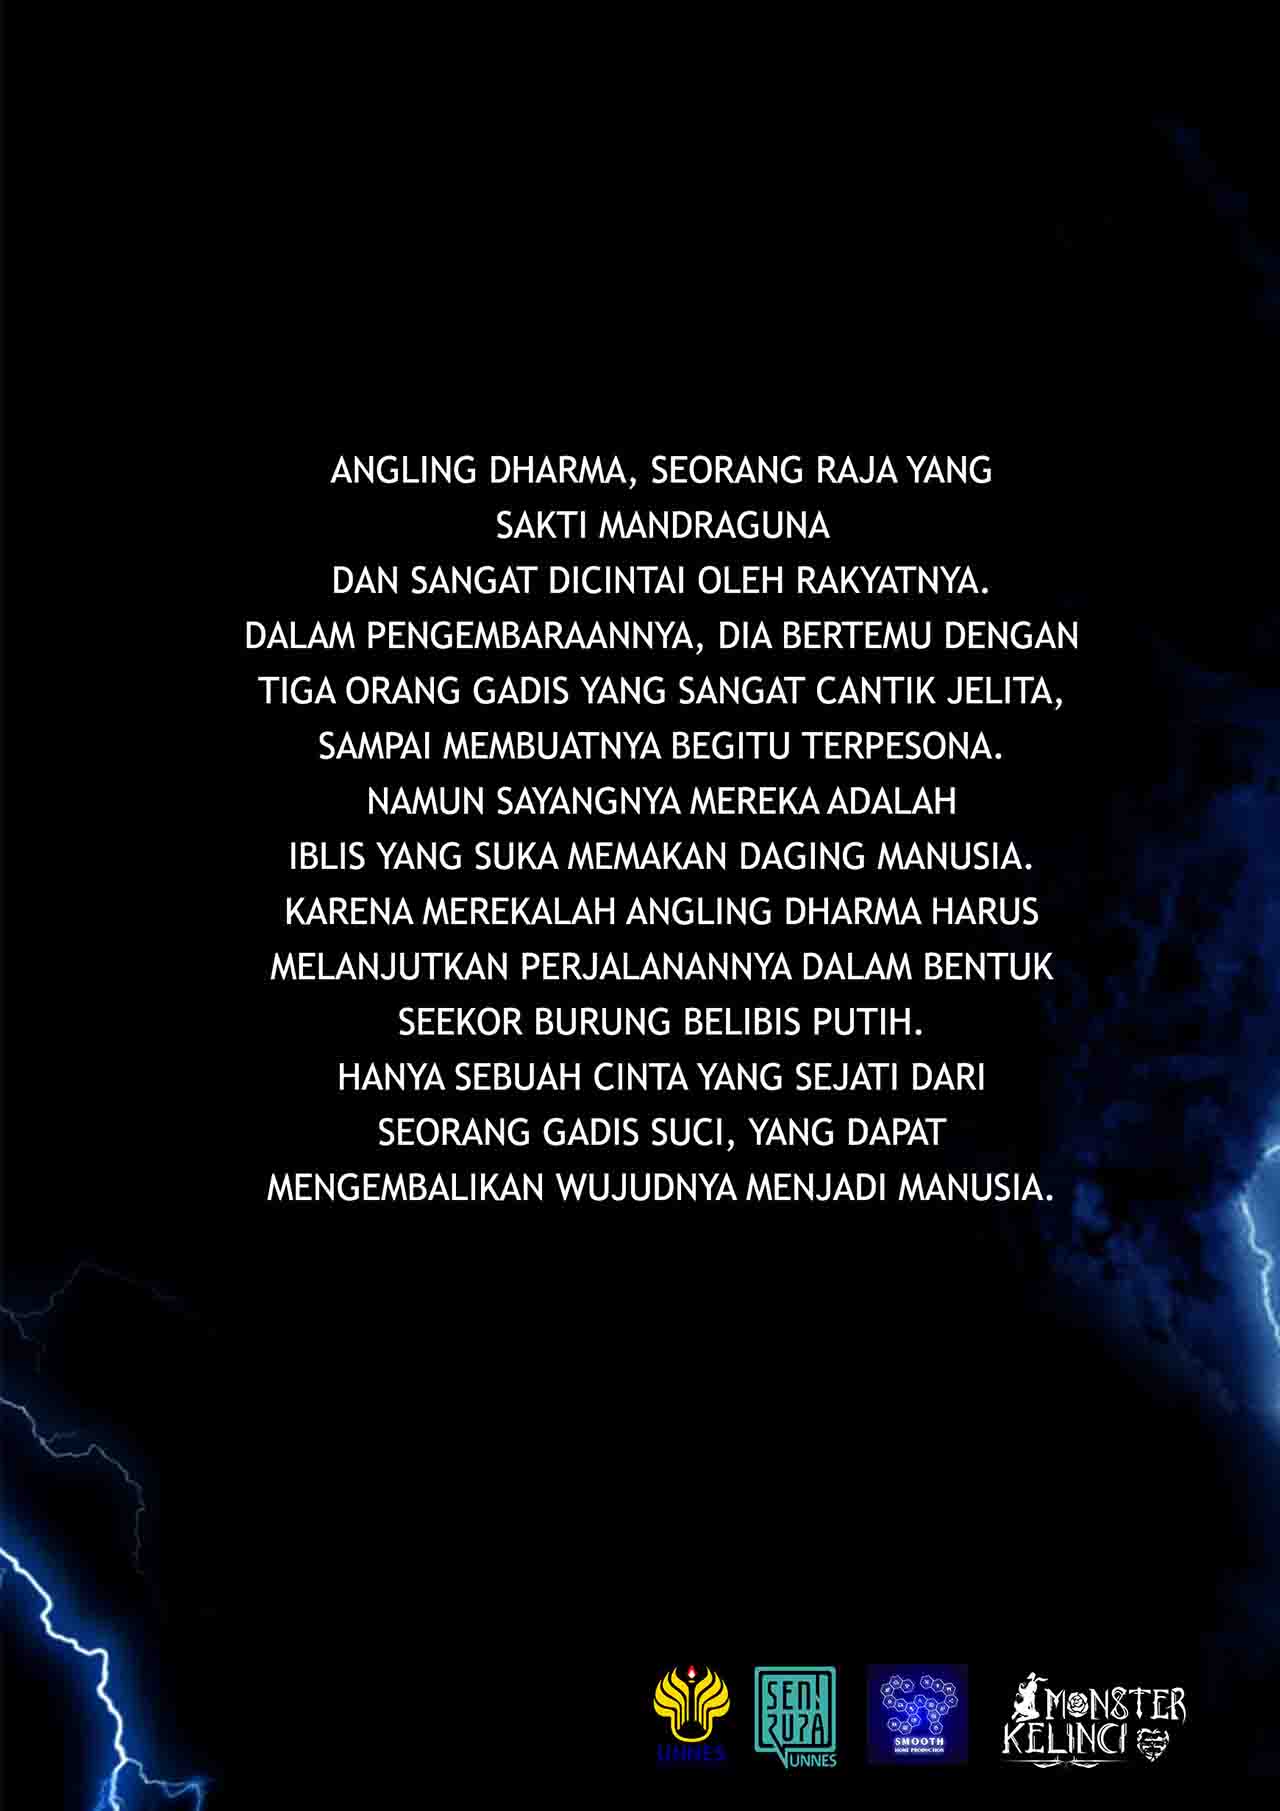 ANGLING DHARMA, SEORANG RAJA YANG
SAKTI MANDRAGUNA
DAN SANGAT DICINTAI OLEH RAKYATNYA.
DALAM PENGEMBARAANNYA, DIA BERTEMU DENGAN
TIGA ORANG GADIS YANG SANGAT CANTIK JELITA,
SAMPAI MEMBUATNYA BEGITU TERPESONA.
NAMUN SAYANGNYA MEREKA ADALAH
IBLIS YANG SUKA MEMAKAN DAGING MANUSIA.
KARENA MEREKALAH ANGLING DHARMA HARUS
MELANJUTKAN PERJALANANNYA DALAM BENTUK
SEEKOR BURUNG BELIBIS PUTIH.
HANYA SEBUAH CINTA YANG SEJATI DARI
SEORANG GADIS SUCI, YANG DAPAT
MENGEMBALIKAN WUJUDNYA MENJADI MANUSIA.
UNNES
SENI
RUPA
UNNES
SMOOTH
HOME PRODUCTION
MONSTER
KELINCI